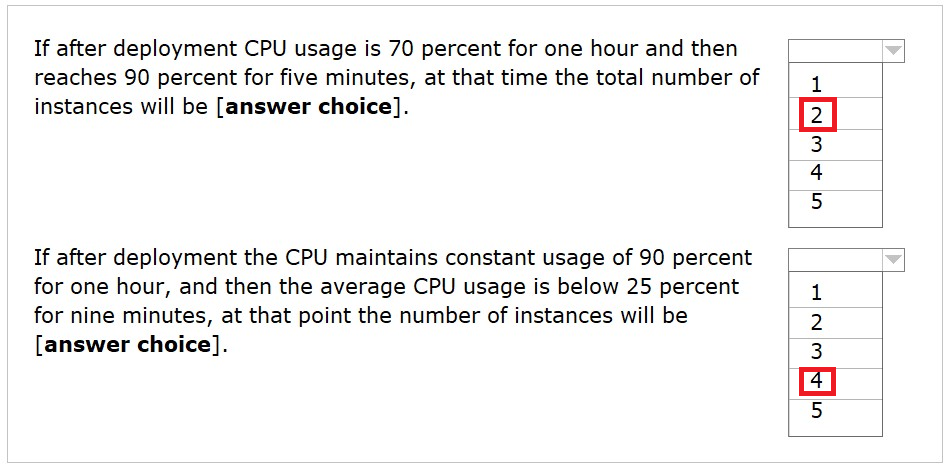 If after deployment CPU usage is 70 percent for one hour and then
reaches 90 percent for five minutes, at that time the total number of
instances will be [answer choice].
1
2
3
4
5
If after deployment the CPU maintains constant usage of 90 percent
for one hour, and then the average CPU usage is below 25 percent
for nine minutes, at that point the number of instances will be
[answer choice].
1
2
3
4
5